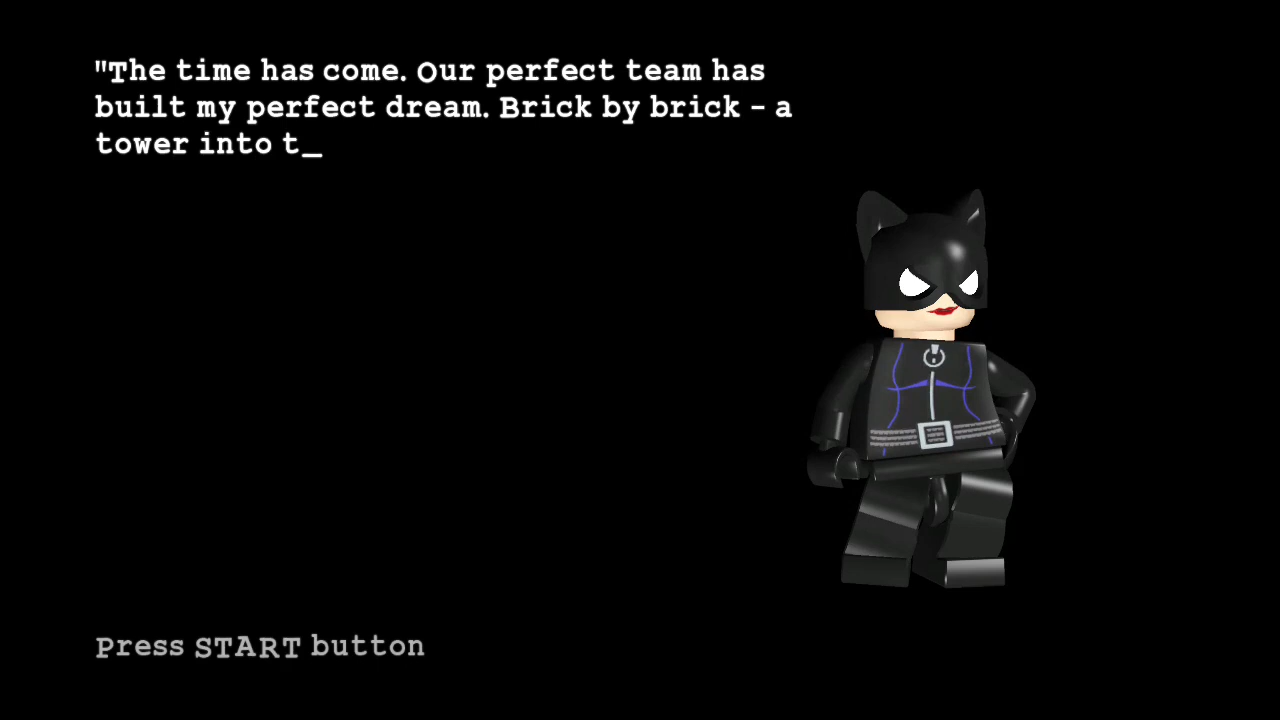 "The time has come. Our perfect team has
built my perfect dream. Brick by brick - a
tower into t_
Press START button